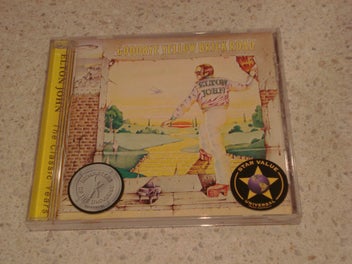 GOODBYE YELLOW BRICK ROAD
ELTON
JOHN
ELTON JOHN The Classic Years
STAR VALUE
UNIVERSAL